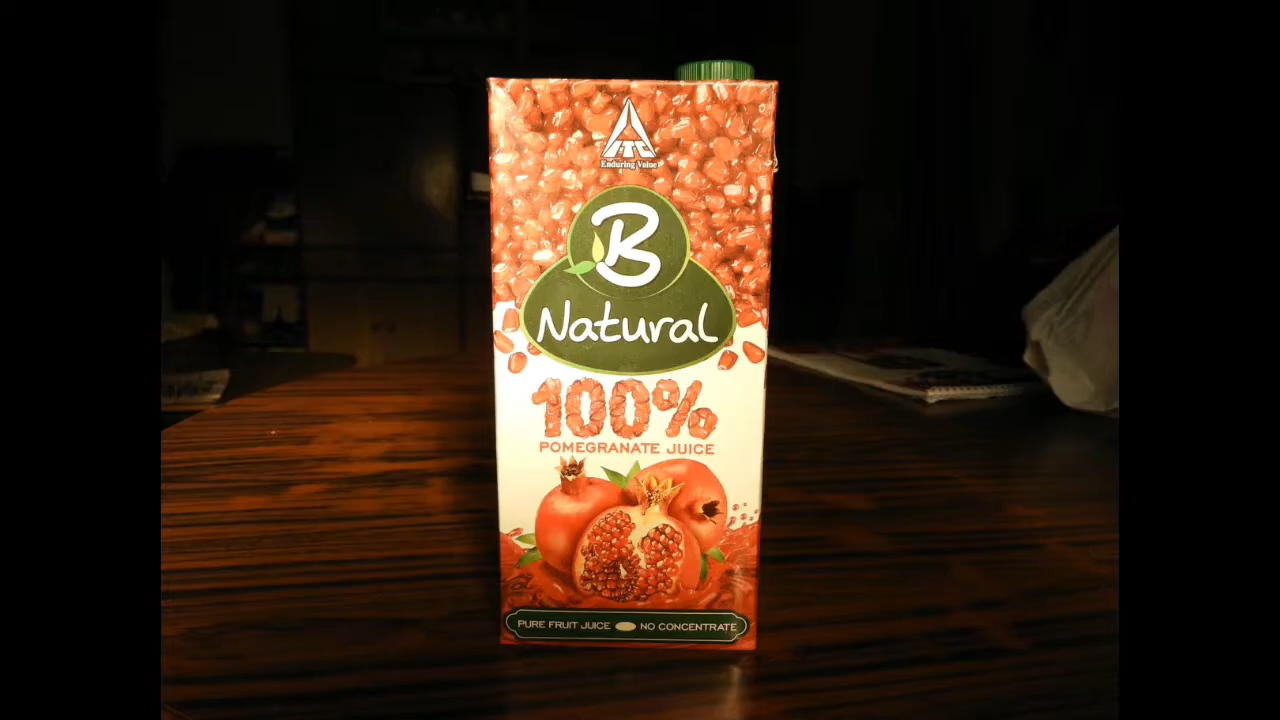 ITC
Enduring Value
B
Natural
100%
POMEGRANATE JUICE
PURE FRUIT JUICE NO CONCENTRATE